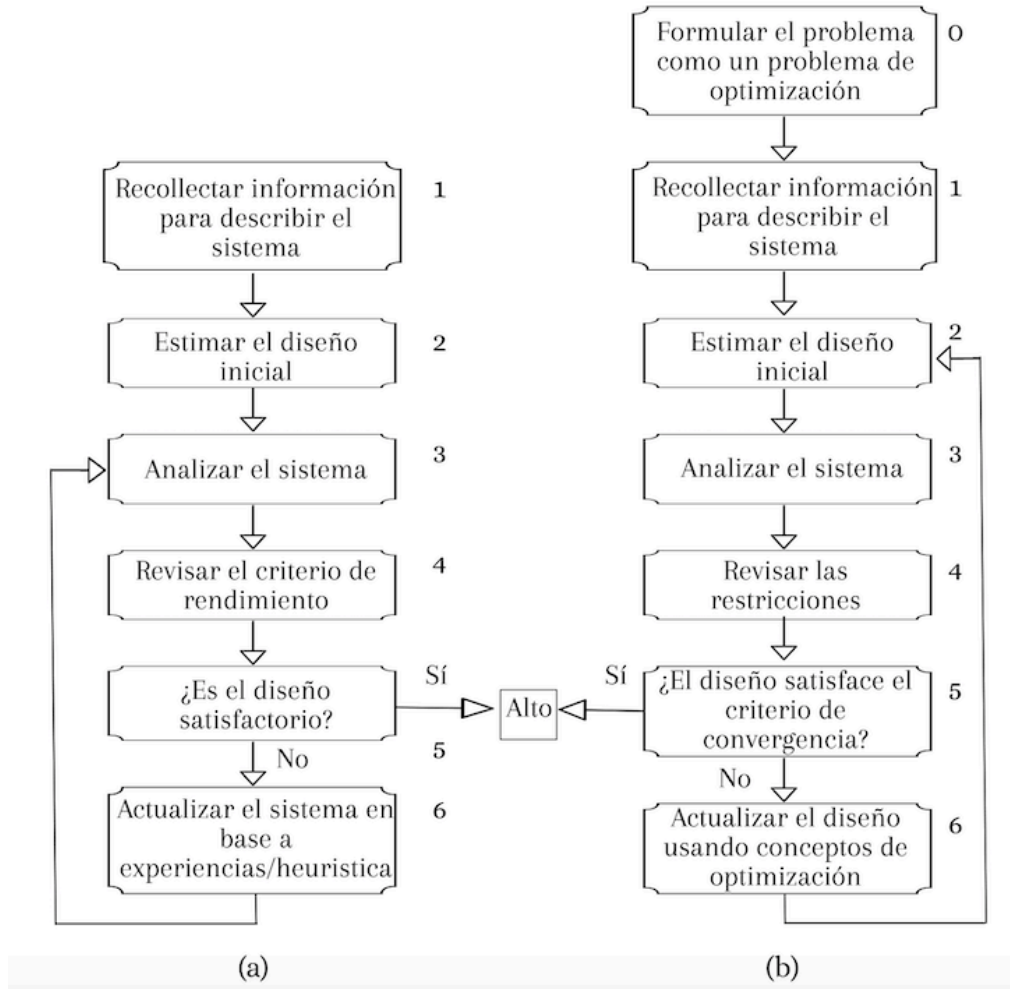 Recollectar información
para describir el
sistema
1
Estimar el diseño
inicial
2
Analizar el sistema
3
Revisar el criterio de
rendimiento
4
¿Es el diseño
satisfactorio?
5
Sí
No
Actualizar el sistema en
base a
experiencias/heuristica
6
(a)
Alto
Formular el problema
como un problema de
optimización
0
Recollectar información
para describir el
sistema
1
Estimar el diseño
inicial
2
Analizar el sistema
3
Revisar las
restricciones
4
Sí
¿El diseño satisface el
criterio de
convergencia?
5
No
Actualizar el diseño
usando conceptos de
optimización
6
(b)